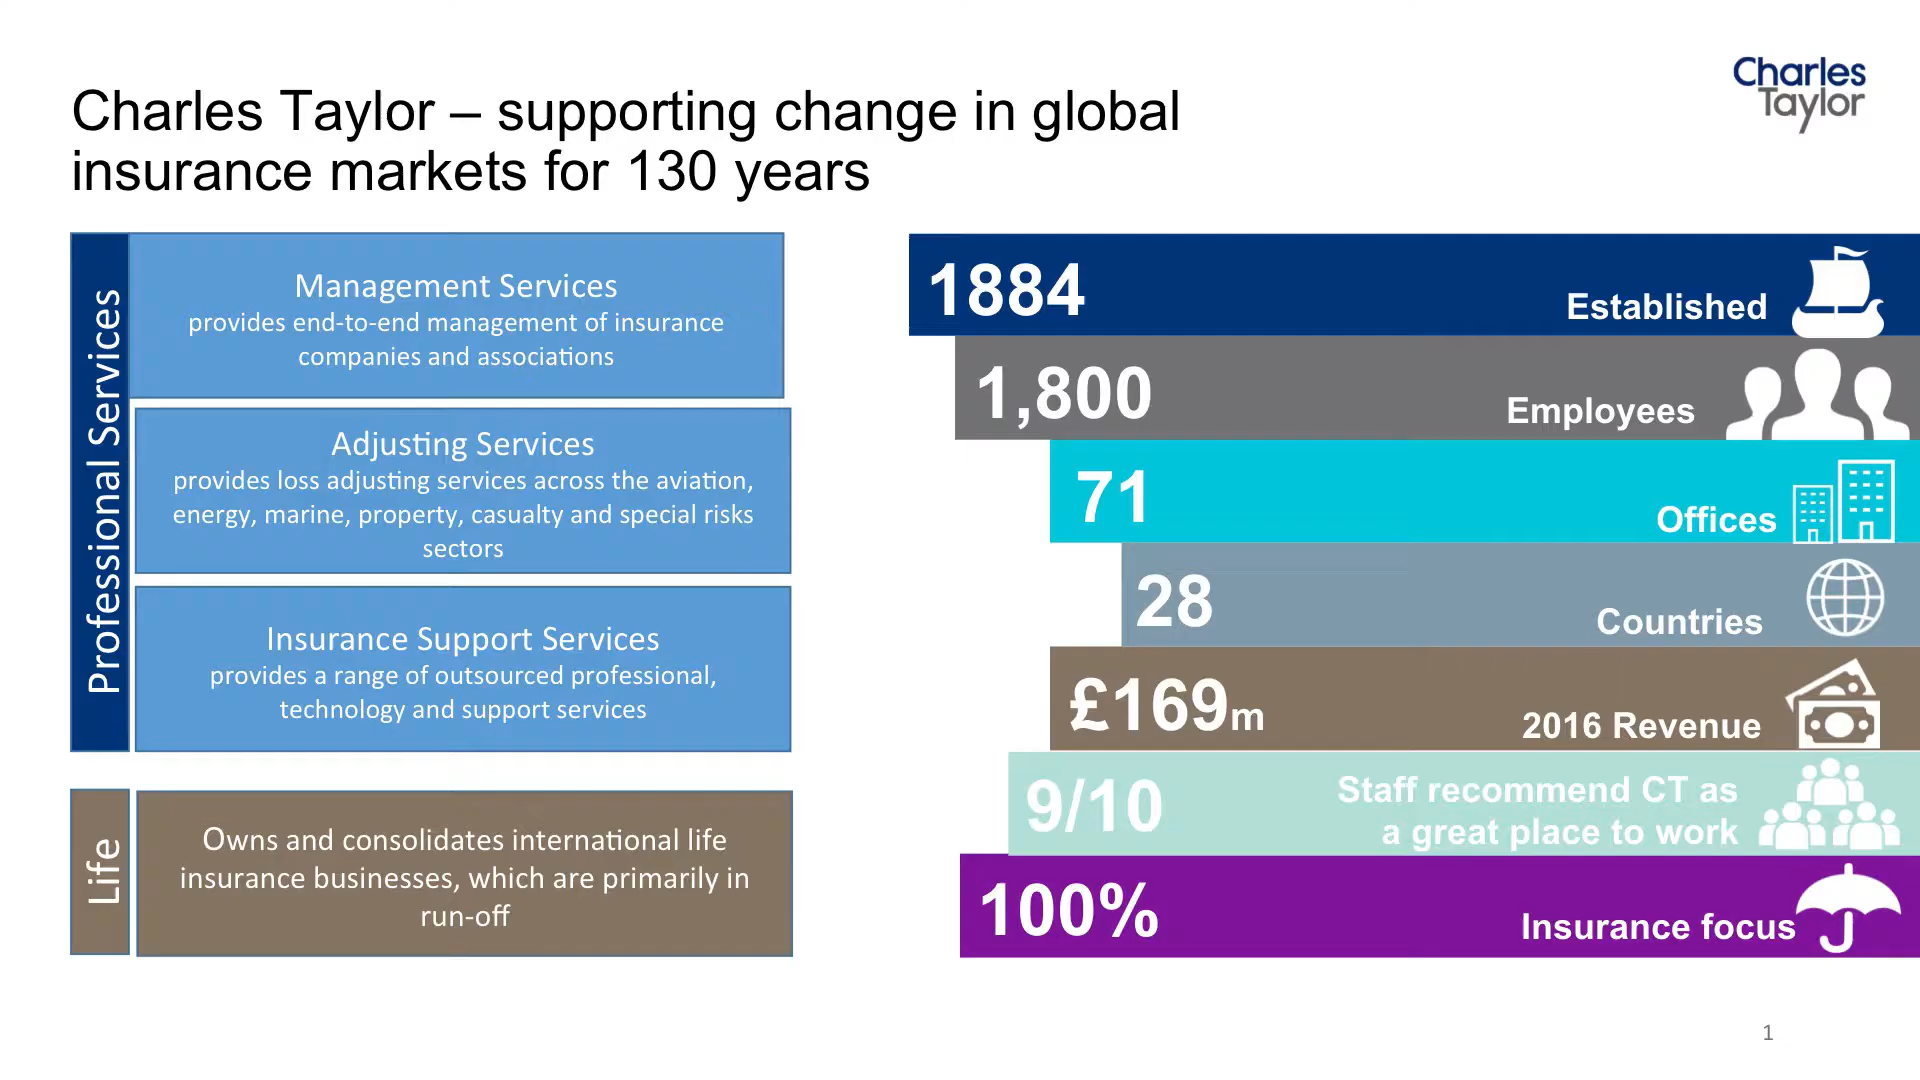 Charles
Taylor
Charles Taylor – supporting change in global
insurance markets for 130 years
Professional Services
Management Services
provides end-to-end management of insurance
companies and associations
Adjusting Services
provides loss adjusting services across the aviation,
energy, marine, property, casualty and special risks
sectors
Insurance Support Services
provides a range of outsourced professional,
technology and support services
Life
Owns and consolidates international life
insurance businesses, which are primarily in
run-off
1884 Established
1,800 Employees
71 Offices
28 Countries
£169m 2016 Revenue
9/10 Staff recommend CT as
a great place to work
100% Insurance focus
1